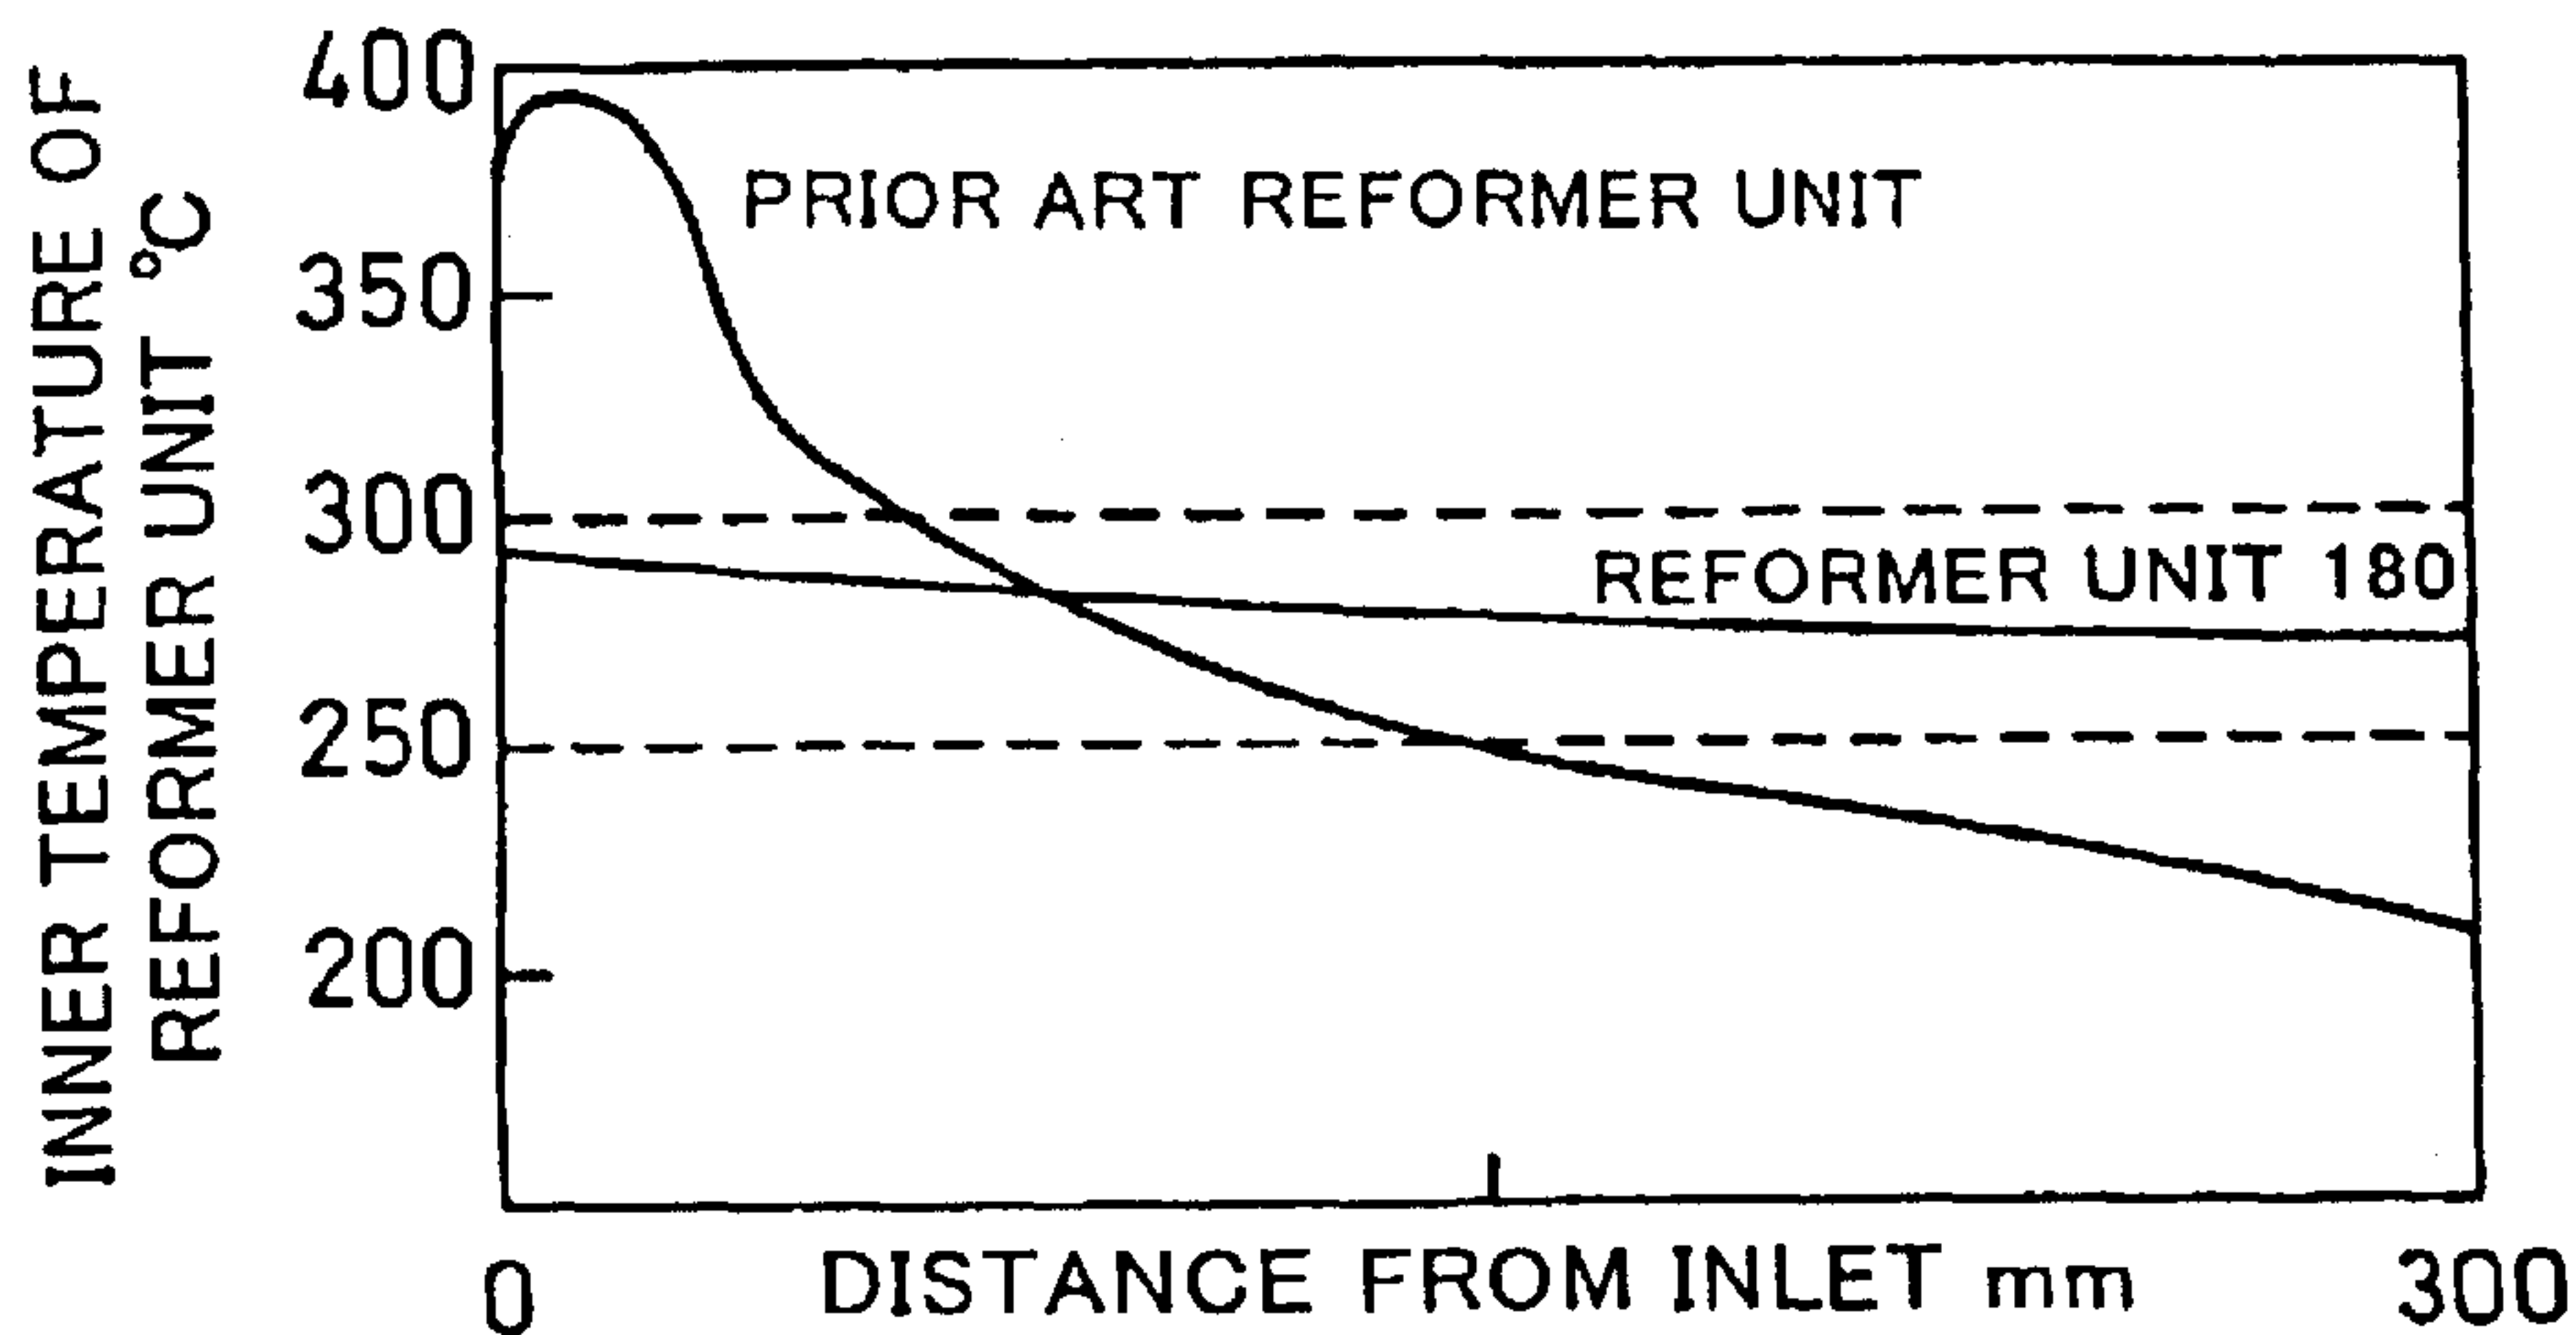 INNER TEMPERATURE OF
REFORMER UNIT °C
400
350
300
250
200
PRIOR ART REFORMER UNIT
REFORMER UNIT 180
0
DISTANCE FROM INLET mm
300